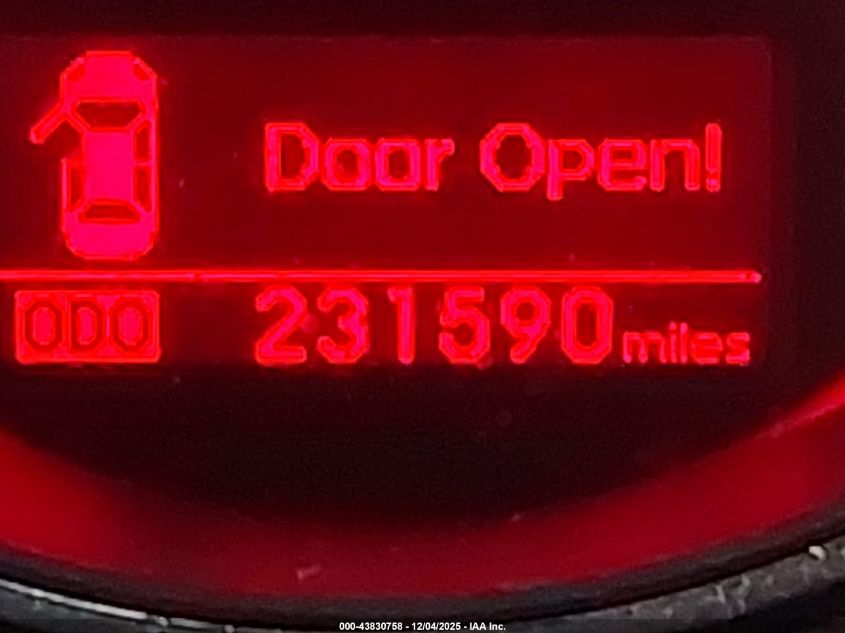 Door Open!
ODO 231590 miles
000-43830758 - 12/04/2025 - IAA Inc.